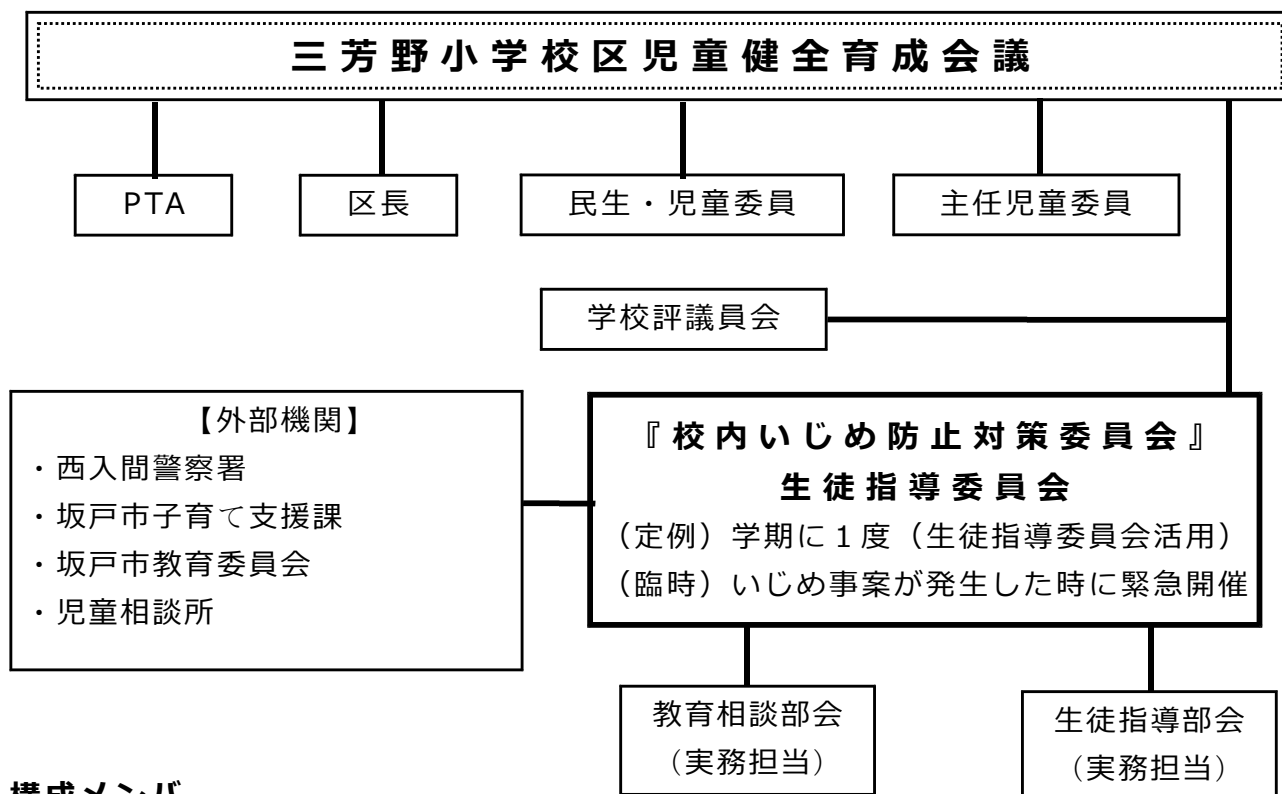 三芳野小学校区児童健全育成会議
PTA
区長
民生・児童委員
主任児童委員
学校評議員会
【外部機関】
・西入間警察署
・坂戸市子育て支援課
・坂戸市教育委員会
・児童相談所
『校内いじめ防止対策委員会』
生徒指導委員会
（定例）学期に１度（生徒指導委員会活用）
（臨時）いじめ事案が発生した時に緊急開催
教育相談部会
（実務担当）
生徒指導部会
（実務担当）
構成メンバ